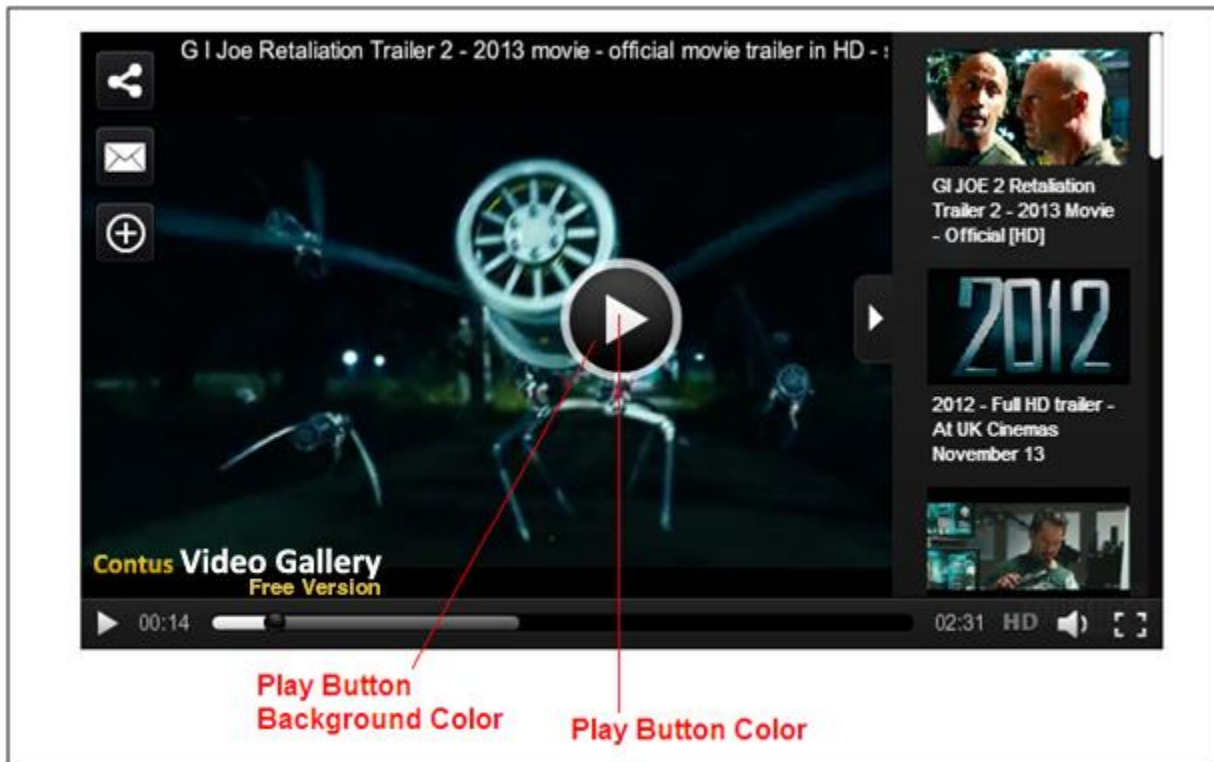 G I Joe Retaliation Trailer 2 - 2013 movie - official movie trailer in HD -
GI JOE 2 Retaliation
Trailer 2 - 2013 Movie
- Official [HD]
2012
2012 - Full HD trailer -
At UK Cinemas
November 13
Contus Video Gallery
Free Version
00:14
02:31 HD
Play Button
Background Color
Play Button Color